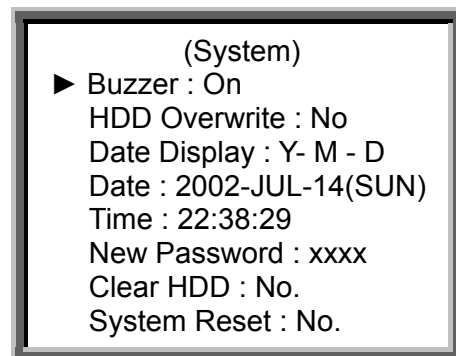 (System)
► Buzzer : On
HDD Overwrite : No
Date Display : Y- M - D
Date : 2002-JUL-14(SUN)
Time : 22:38:29
New Password : xxxx
Clear HDD : No.
System Reset : No.